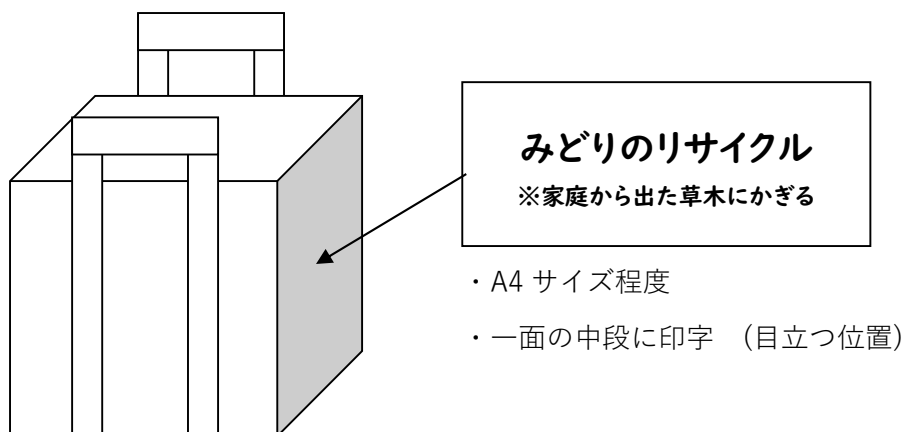 みどりのリサイクル
※家庭から出た草木にかぎる
・A4 サイズ程度
・一面の中段に印字　(目立つ位置)